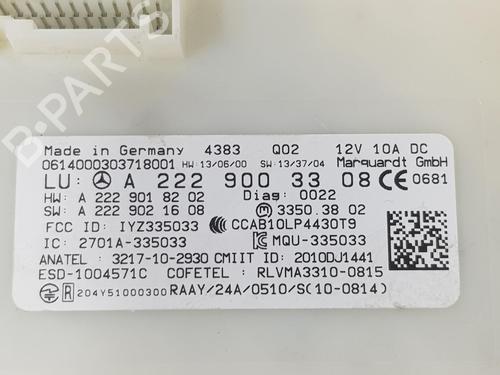 B-PARTS
Made in Germany 4383 Q02 12V 10A DC
0614000303718001 HW:13/06/00 SW:13/37/04 Marquardt GmbH
LU: A 222 900 33 08 CE 0681
HW: A 222 901 82 02 Diag: 0022
SW: A 222 902 16 08 M 3350.38 02
FCC ID: IYZ335033 CCAB10LP4430T9
IC: 2701A-335033 MQU-335033
ANATEL : 3217-10-2930 CMIIT ID: 2010DJ1441
ESD-1004571C COFETEL : RLVMA3310-0815
R 204Y51000300 RAAY/24A/0510/S(10-0814)